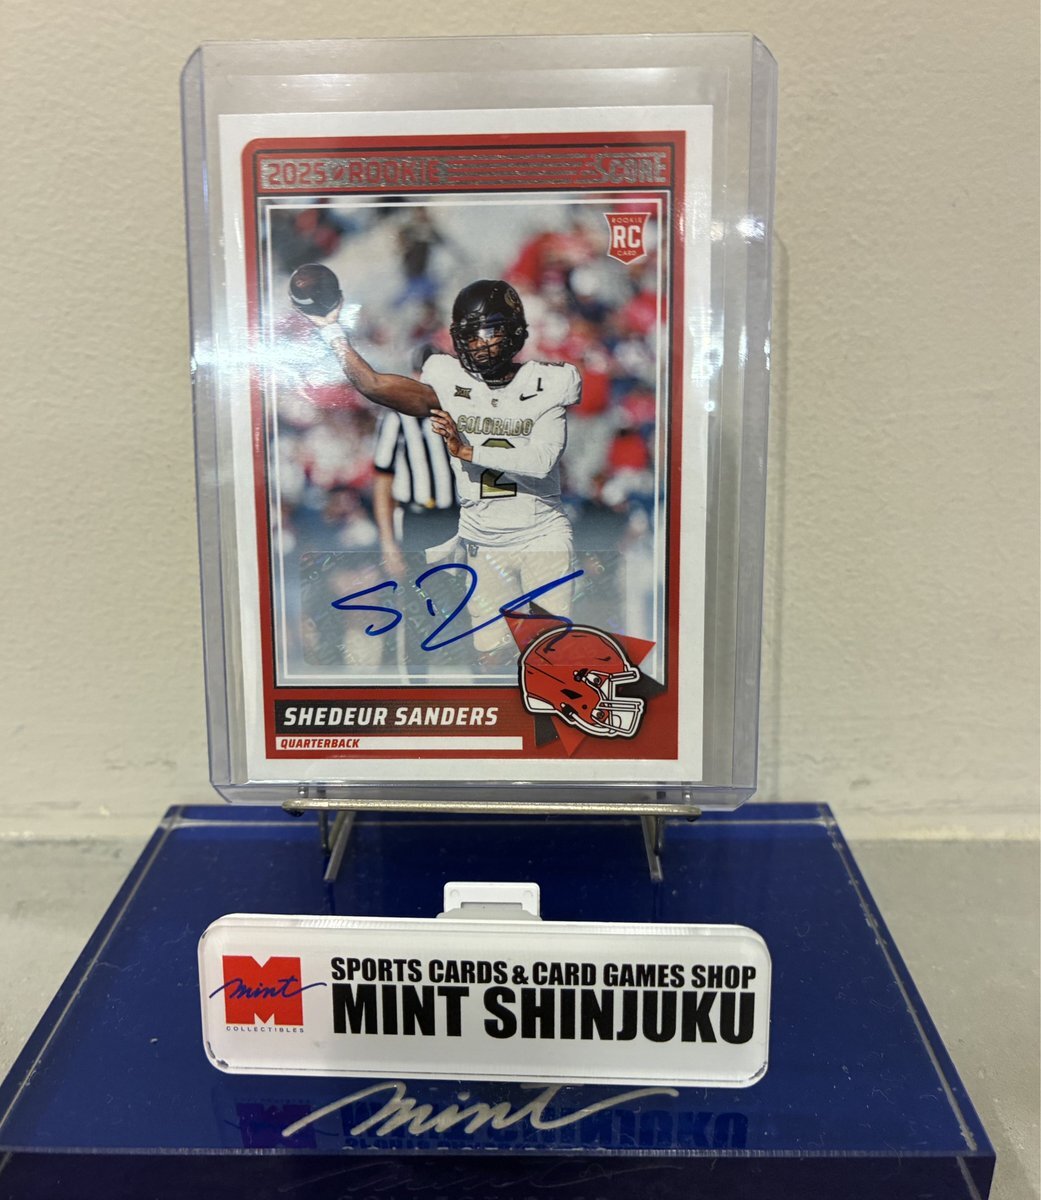 2025 ROOKIE SCORE
ROOKIE
RC
CARD
L
COLORADO
2
SHEDEUR SANDERS
QUARTERBACK
mint
COLLECTIBLES
SPORTS CARDS & CARD GAMES SHOP
MINT SHINJUKU
mint